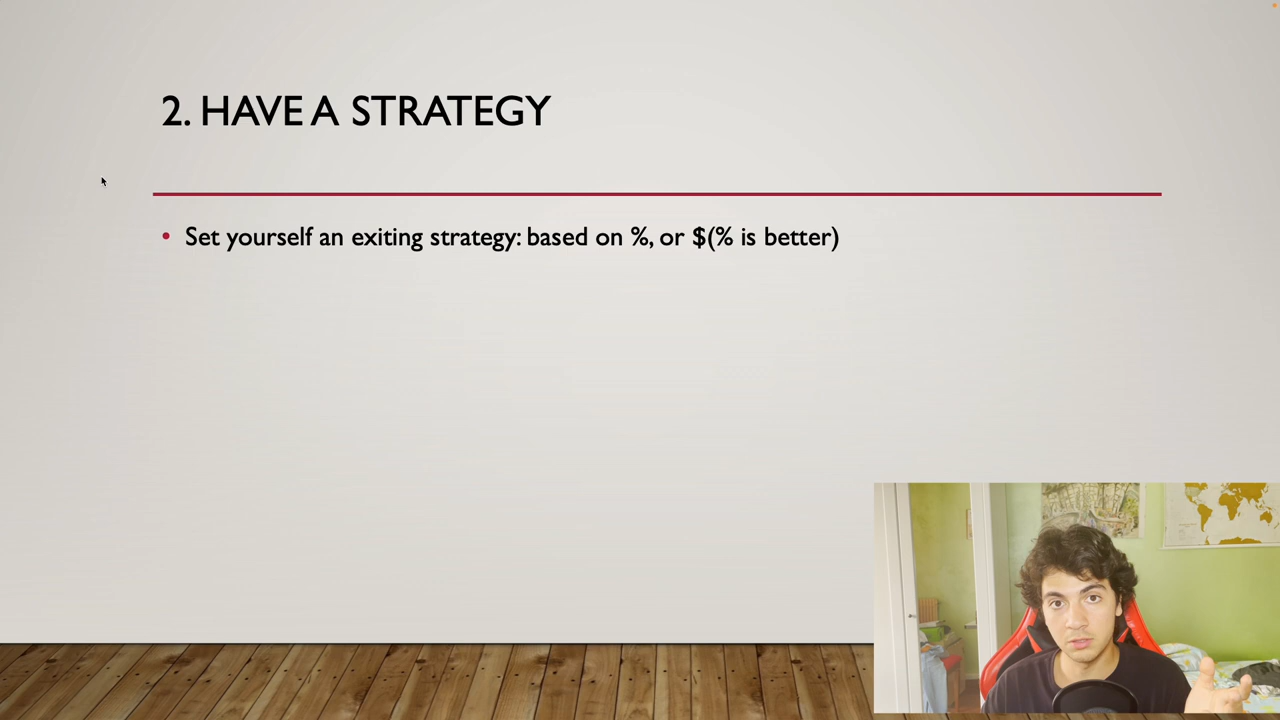 2. HAVE A STRATEGY
• Set yourself an exiting strategy: based on %, or $(% is better)